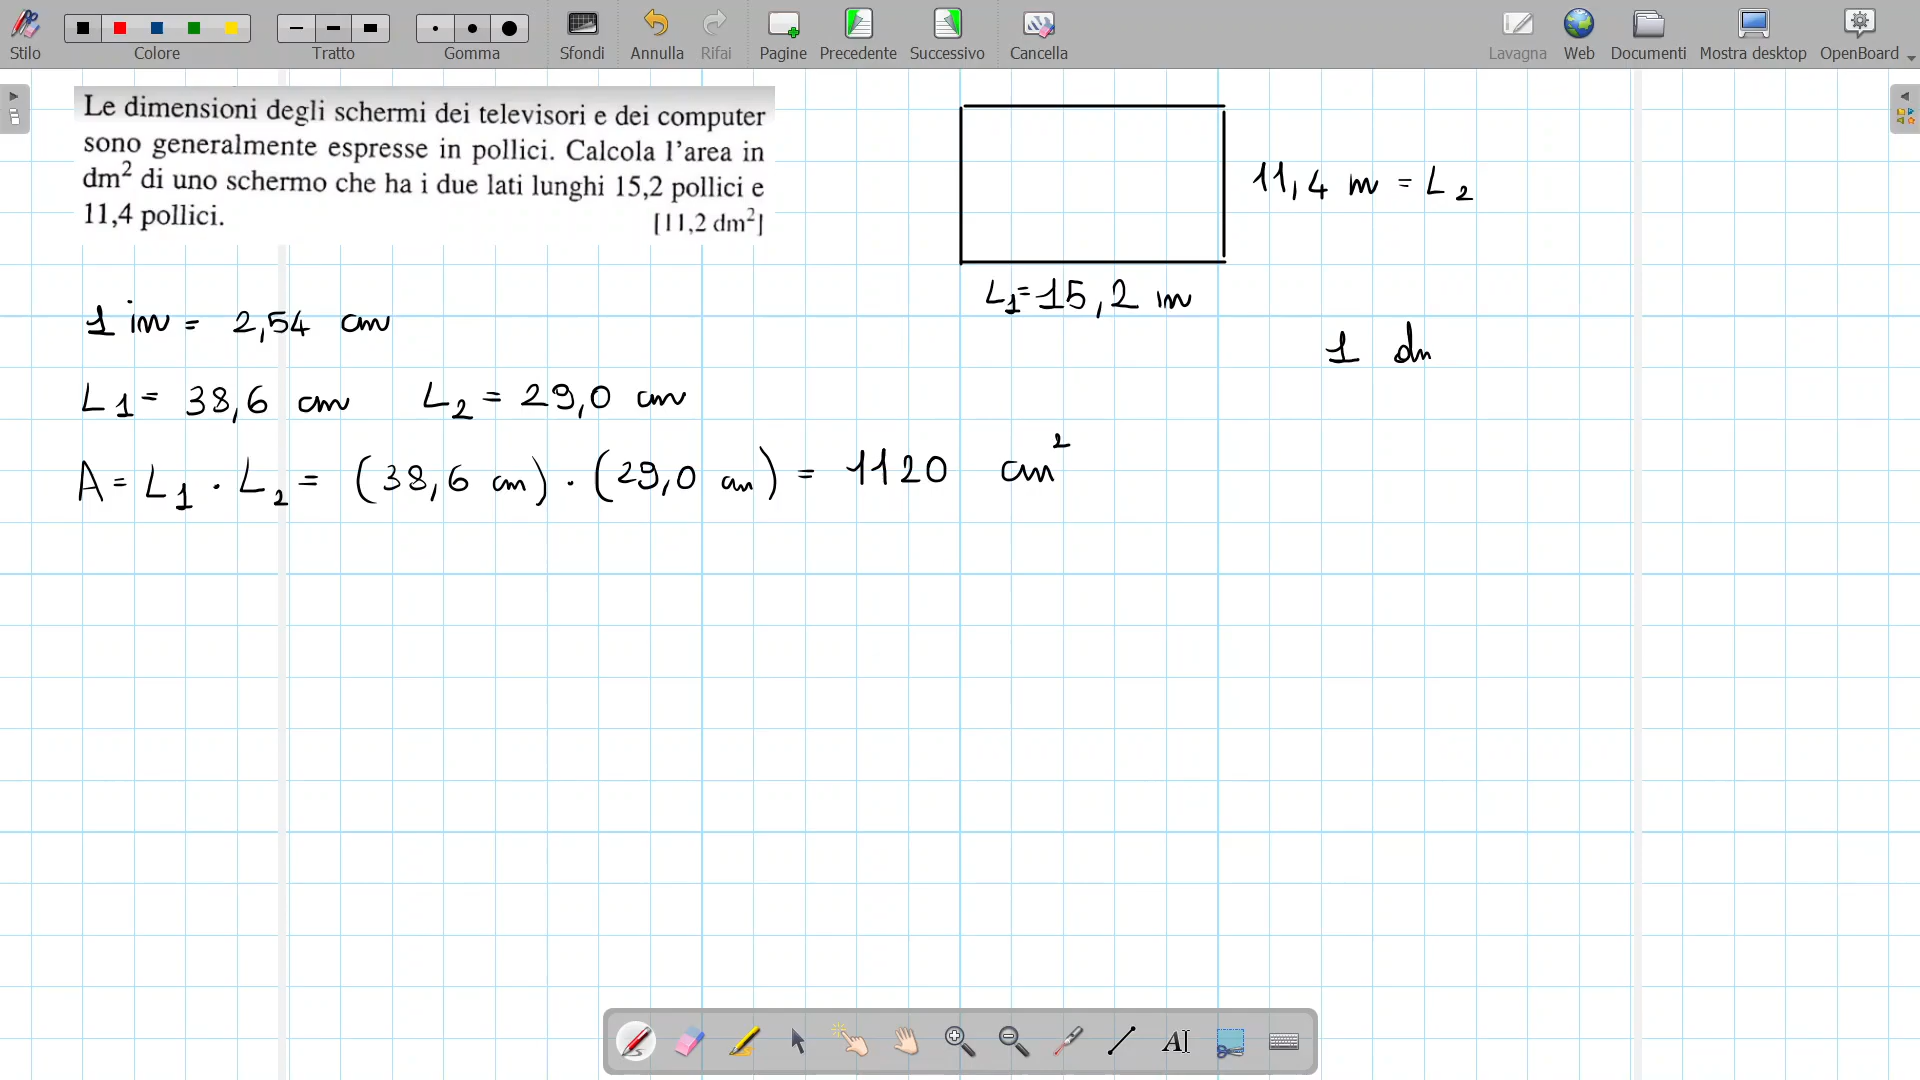 Stilo Colore Tratto Gomma Sfondi Annulla Rifai Pagine Precedente Successivo Cancella Lavagna Web Documenti Mostra desktop OpenBoard
Le dimensioni degli schermi dei televisori e dei computer
sono generalmente espresse in pollici. Calcola l'area in
dm² di uno schermo che ha i due lati lunghi 15,2 pollici e
11,4 pollici. [11,2 dm²]
11,4 in = L₂
L₁=15,2 in
1 in = 2,54 cm
1 dm
L₁= 38,6 cm L₂ = 29,0 cm
A = L₁ · L₂ = (38,6 cm) · (29,0 cm) = 1120 cm²
AI